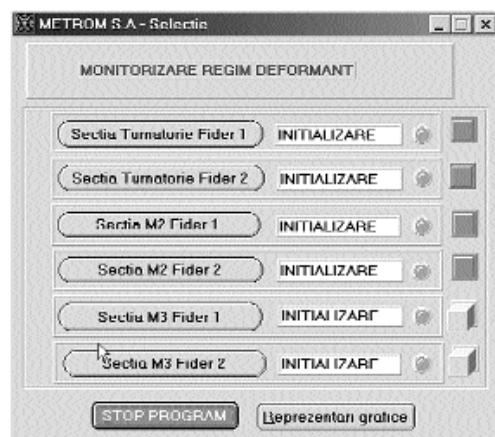 METROM S.A - Selectie
MONITORIZARE REGIM DEFORMANT
Sectia Turnatorie Fider 1 INITIALIZARE
Sectia Turnatorie Fider 2 INITIALIZARE
Sectia M2 Fider 1 INITIALIZARE
Sectia M2 Fider 2 INITIALIZARE
Sectia M3 Fider 1 INITIALIZARE
Sectia M3 Fider 2 INITIALIZARE
STOP PROGRAM Reprezentari grafice